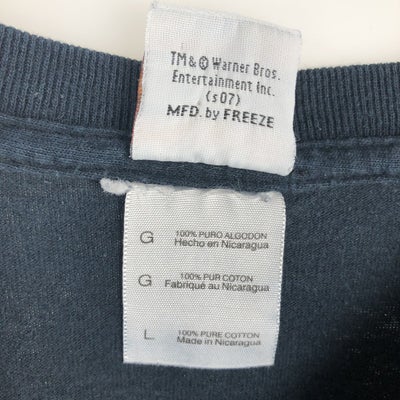 TM & © Warner Bros.
Entertainment Inc.
(s07)
MFD. by FREEZE
G 100% PURO ALGODON
Hecho en Nicaragua
G 100% PUR COTON
Fabriqué au Nicaragua
L 100% PURE COTTON
Made in Nicaragua